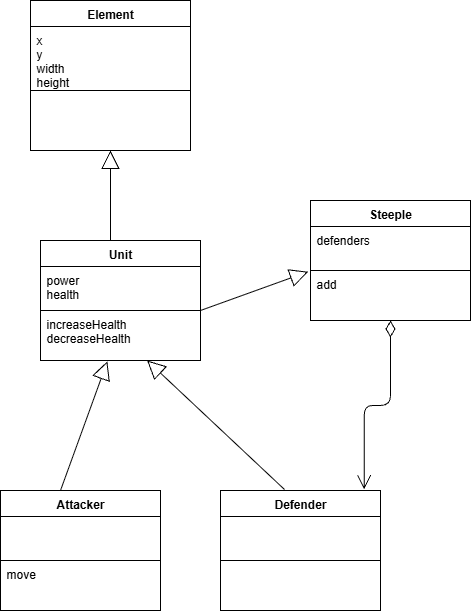 Element
x
y
width
height
Steeple
defenders
add
Unit
power
health
increaseHealth
decreaseHealth
Attacker
move
Defender